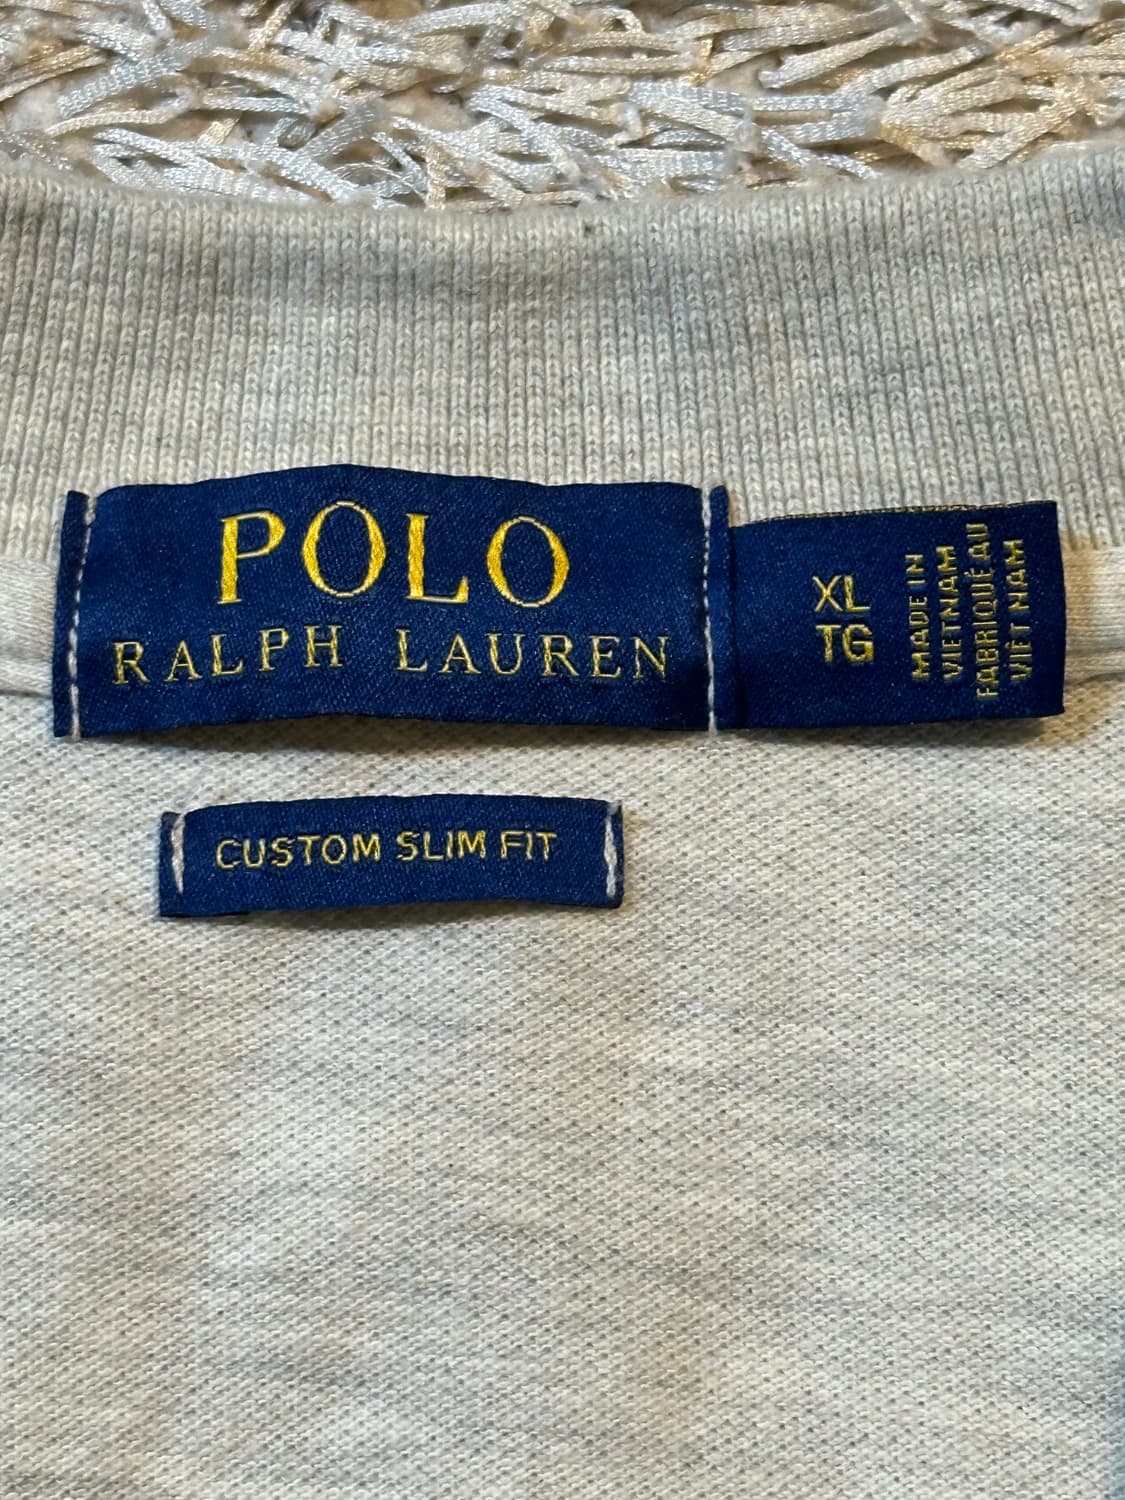 POLO
RALPH LAUREN
XL
TG
MADE IN
VIETNAM
FABRIQUÉ AU
VIET NAM
CUSTOM SLIM FIT